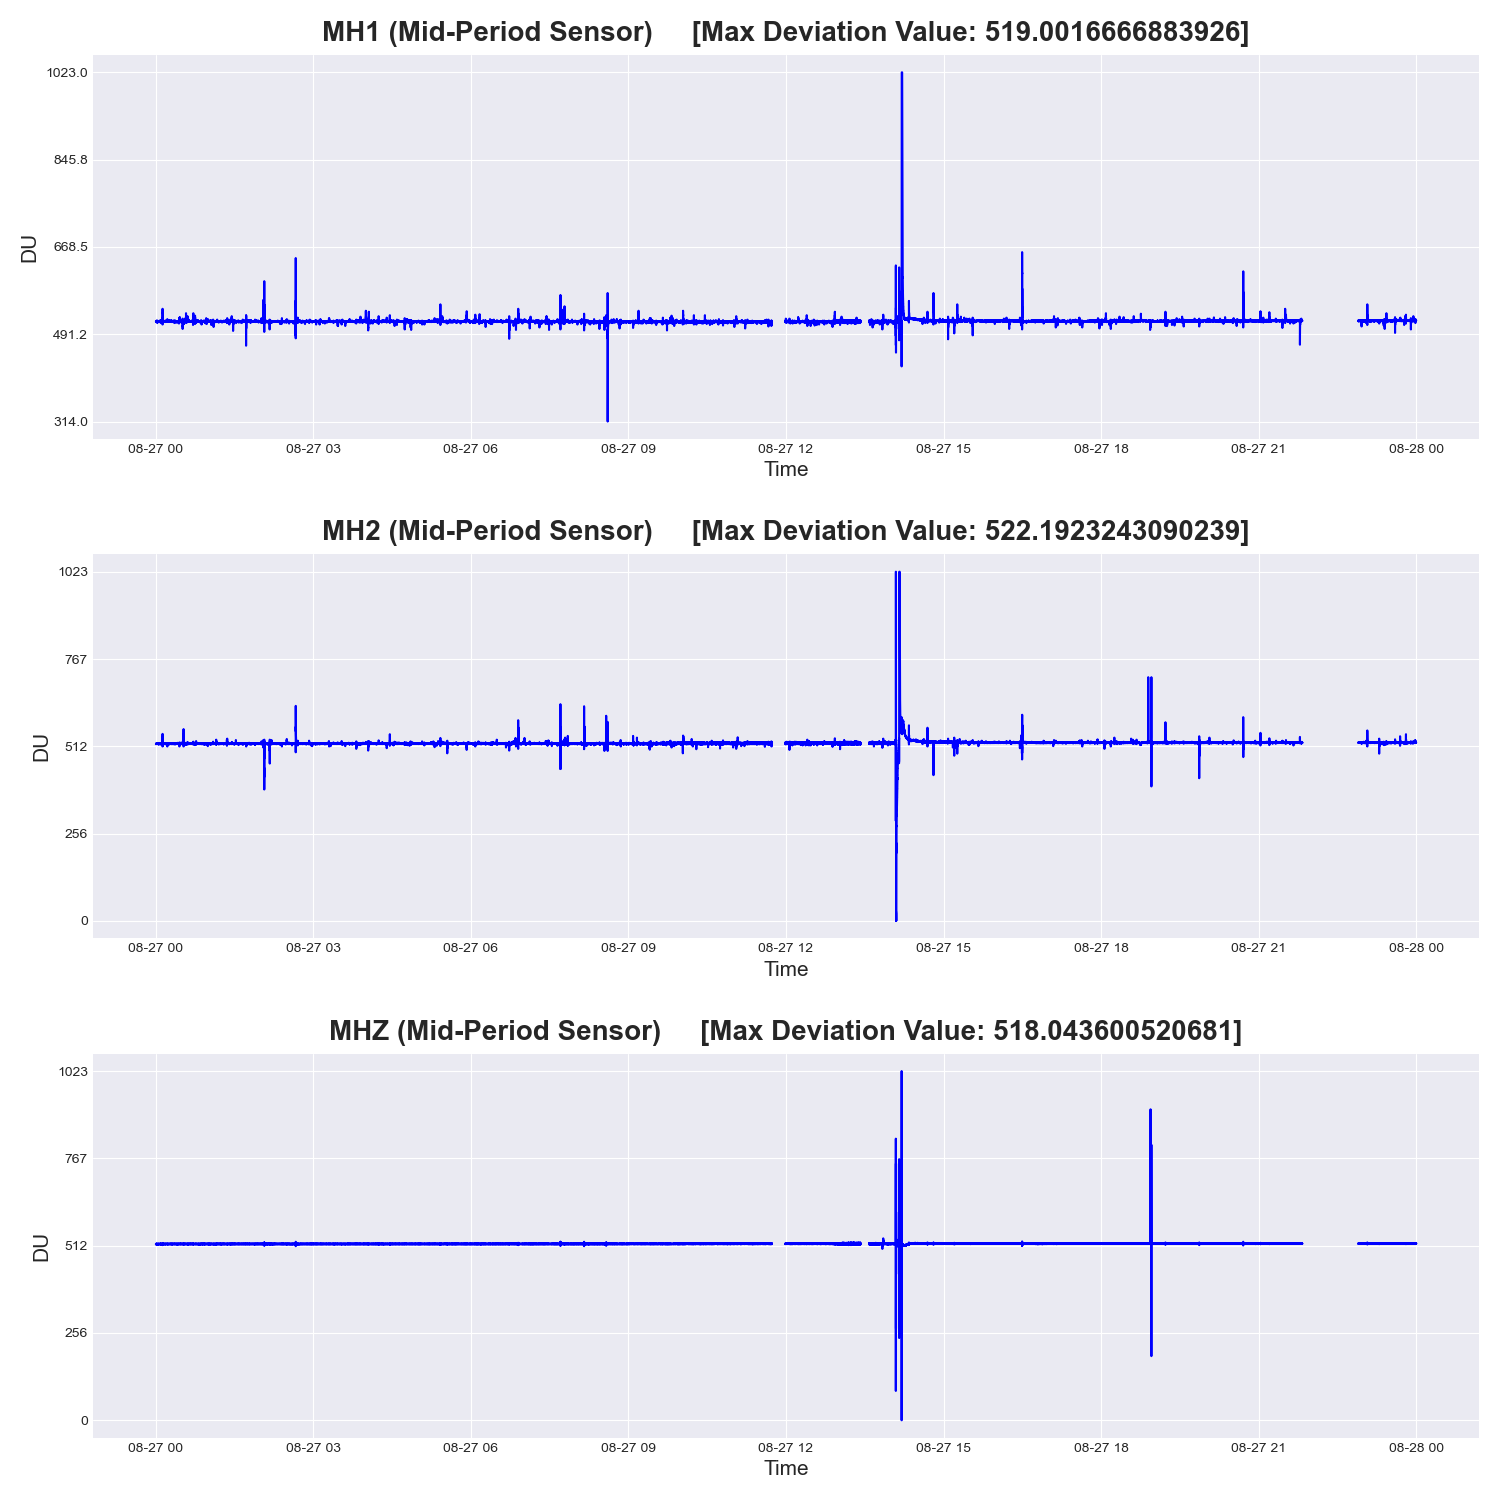 MH1 (Mid-Period Sensor) [Max Deviation Value: 519.0016666883926]
1023.0
845.8
668.5
491.2
314.0
DU
08-27 00 08-27 03 08-27 06 08-27 09 08-27 12 08-27 15 08-27 18 08-27 21 08-28 00
Time
MH2 (Mid-Period Sensor) [Max Deviation Value: 522.1923243090239]
1023
767
512
256
0
DU
08-27 00 08-27 03 08-27 06 08-27 09 08-27 12 08-27 15 08-27 18 08-27 21 08-28 00
Time
MHZ (Mid-Period Sensor) [Max Deviation Value: 518.043600520681]
1023
767
512
256
0
DU
08-27 00 08-27 03 08-27 06 08-27 09 08-27 12 08-27 15 08-27 18 08-27 21 08-28 00
Time